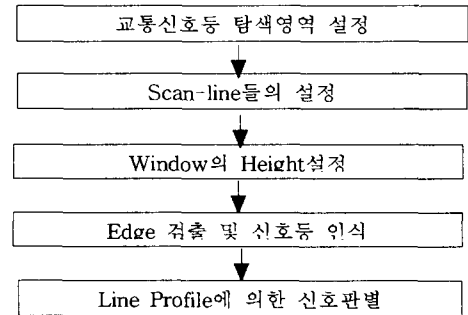 교통신호등 탐색영역 설정
Scan-line들의 설정
Window의 Height설정
Edge 검출 및 신호등 인식
Line Profile에 의한 신호판별